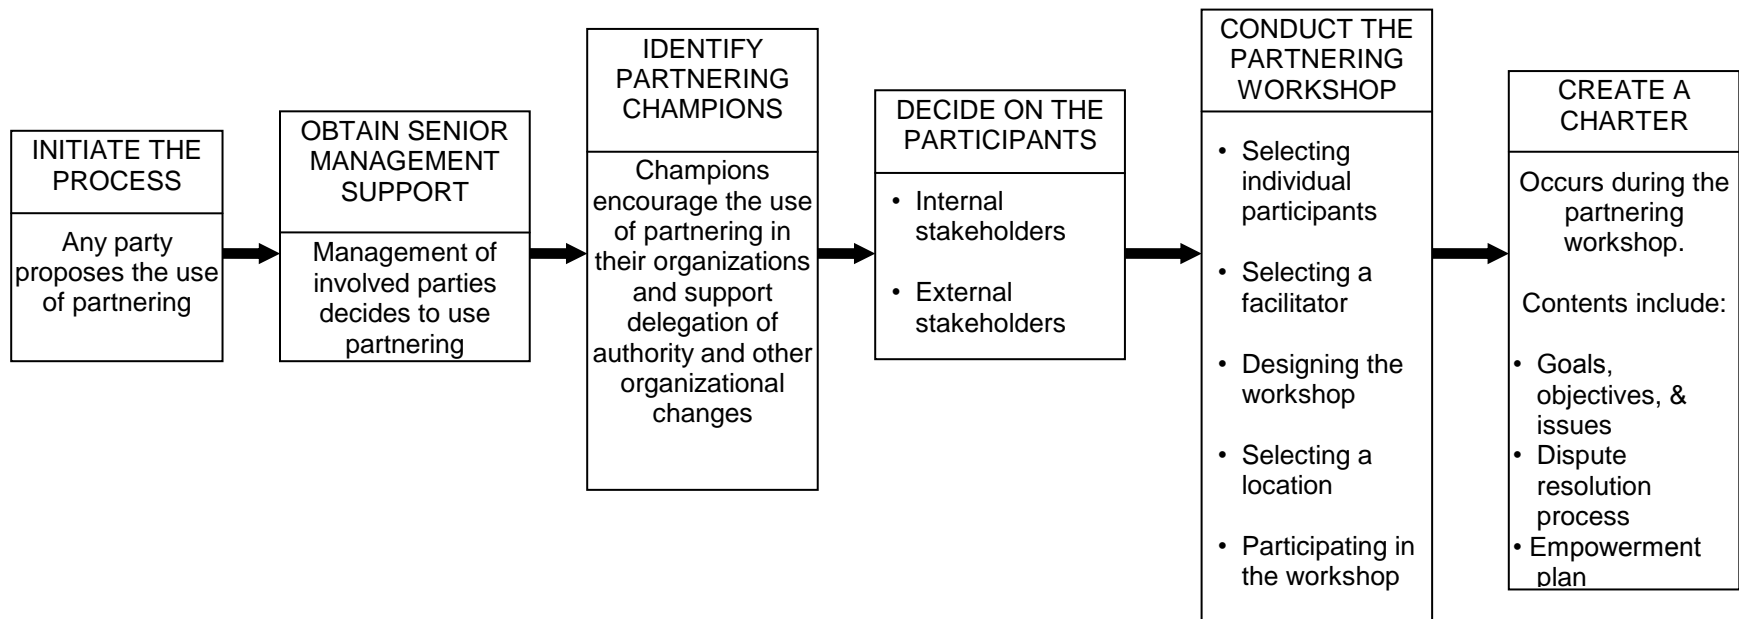 INITIATE THE
PROCESS
Any party
proposes the use
of partnering
OBTAIN SENIOR
MANAGEMENT
SUPPORT
Management of
involved parties
decides to use
partnering
IDENTIFY
PARTNERING
CHAMPIONS
Champions
encourage the use
of partnering in
their organizations
and support
delegation of
authority and other
organizational
changes
DECIDE ON THE
PARTICIPANTS
• Internal
stakeholders
• External
stakeholders
CONDUCT THE
PARTNERING
WORKSHOP
• Selecting
individual
participants
• Selecting a
facilitator
• Designing the
workshop
• Selecting a
location
• Participating in
the workshop
CREATE A
CHARTER
Occurs during the
partnering
workshop.
Contents include:
• Goals,
objectives, &
issues
• Dispute
resolution
process
• Empowerment
plan